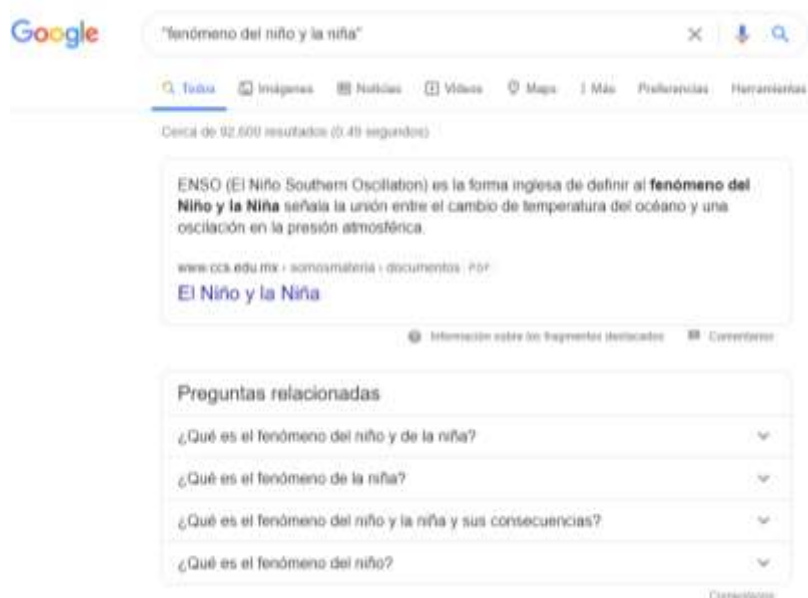 Google
"fenómeno del niño y la niña"
Todos Imágenes Noticias Vídeos Maps Más Preferencias Herramientas
Cerca de 92.600 resultados (0,49 segundos)
ENSO (El Niño Southern Oscillation) es la forma inglesa de definir al fenómeno del
Niño y la Niña señala la unión entre el cambio de temperatura del océano y una
oscilación en la presión atmosférica.
www.ccs.edu.mx › somosmateria › documentos PDF
El Niño y la Niña
Información sobre los fragmentos destacados Comentarios
Preguntas relacionadas
¿Qué es el fenómeno del niño y de la niña?
¿Qué es el fenómeno de la niña?
¿Qué es el fenómeno del niño y la niña y sus consecuencias?
¿Qué es el fenómeno del niño?
Comentarios